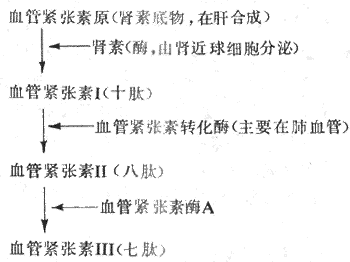 血管紧张素原(肾素底物,在肝合成)
肾素(酶,由肾近球细胞分泌)
血管紧张素I(十肽)
血管紧张素转化酶(主要在肺血管)
血管紧张素II(八肽)
血管紧张素酶A
血管紧张素III(七肽)